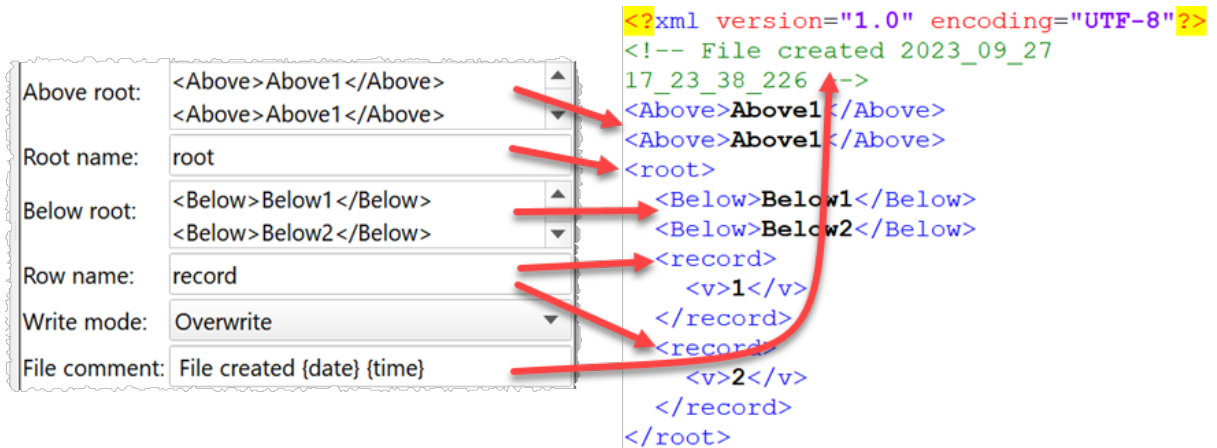 Above root:
<Above>Above1</Above>
<Above>Above1</Above>
Root name:
root
Below root:
<Below>Below1</Below>
<Below>Below2</Below>
Row name:
record
Write mode:
Overwrite
File comment:
File created {date} {time}
<?xml version="1.0" encoding="UTF-8"?>
<!-- File created 2023_09_27
17_23_38_226 -->
<Above>Above1</Above>
<Above>Above1</Above>
<root>
<Below>Below1</Below>
<Below>Below2</Below>
<record>
<v>1</v>
</record>
<record>
<v>2</v>
</record>
</root>